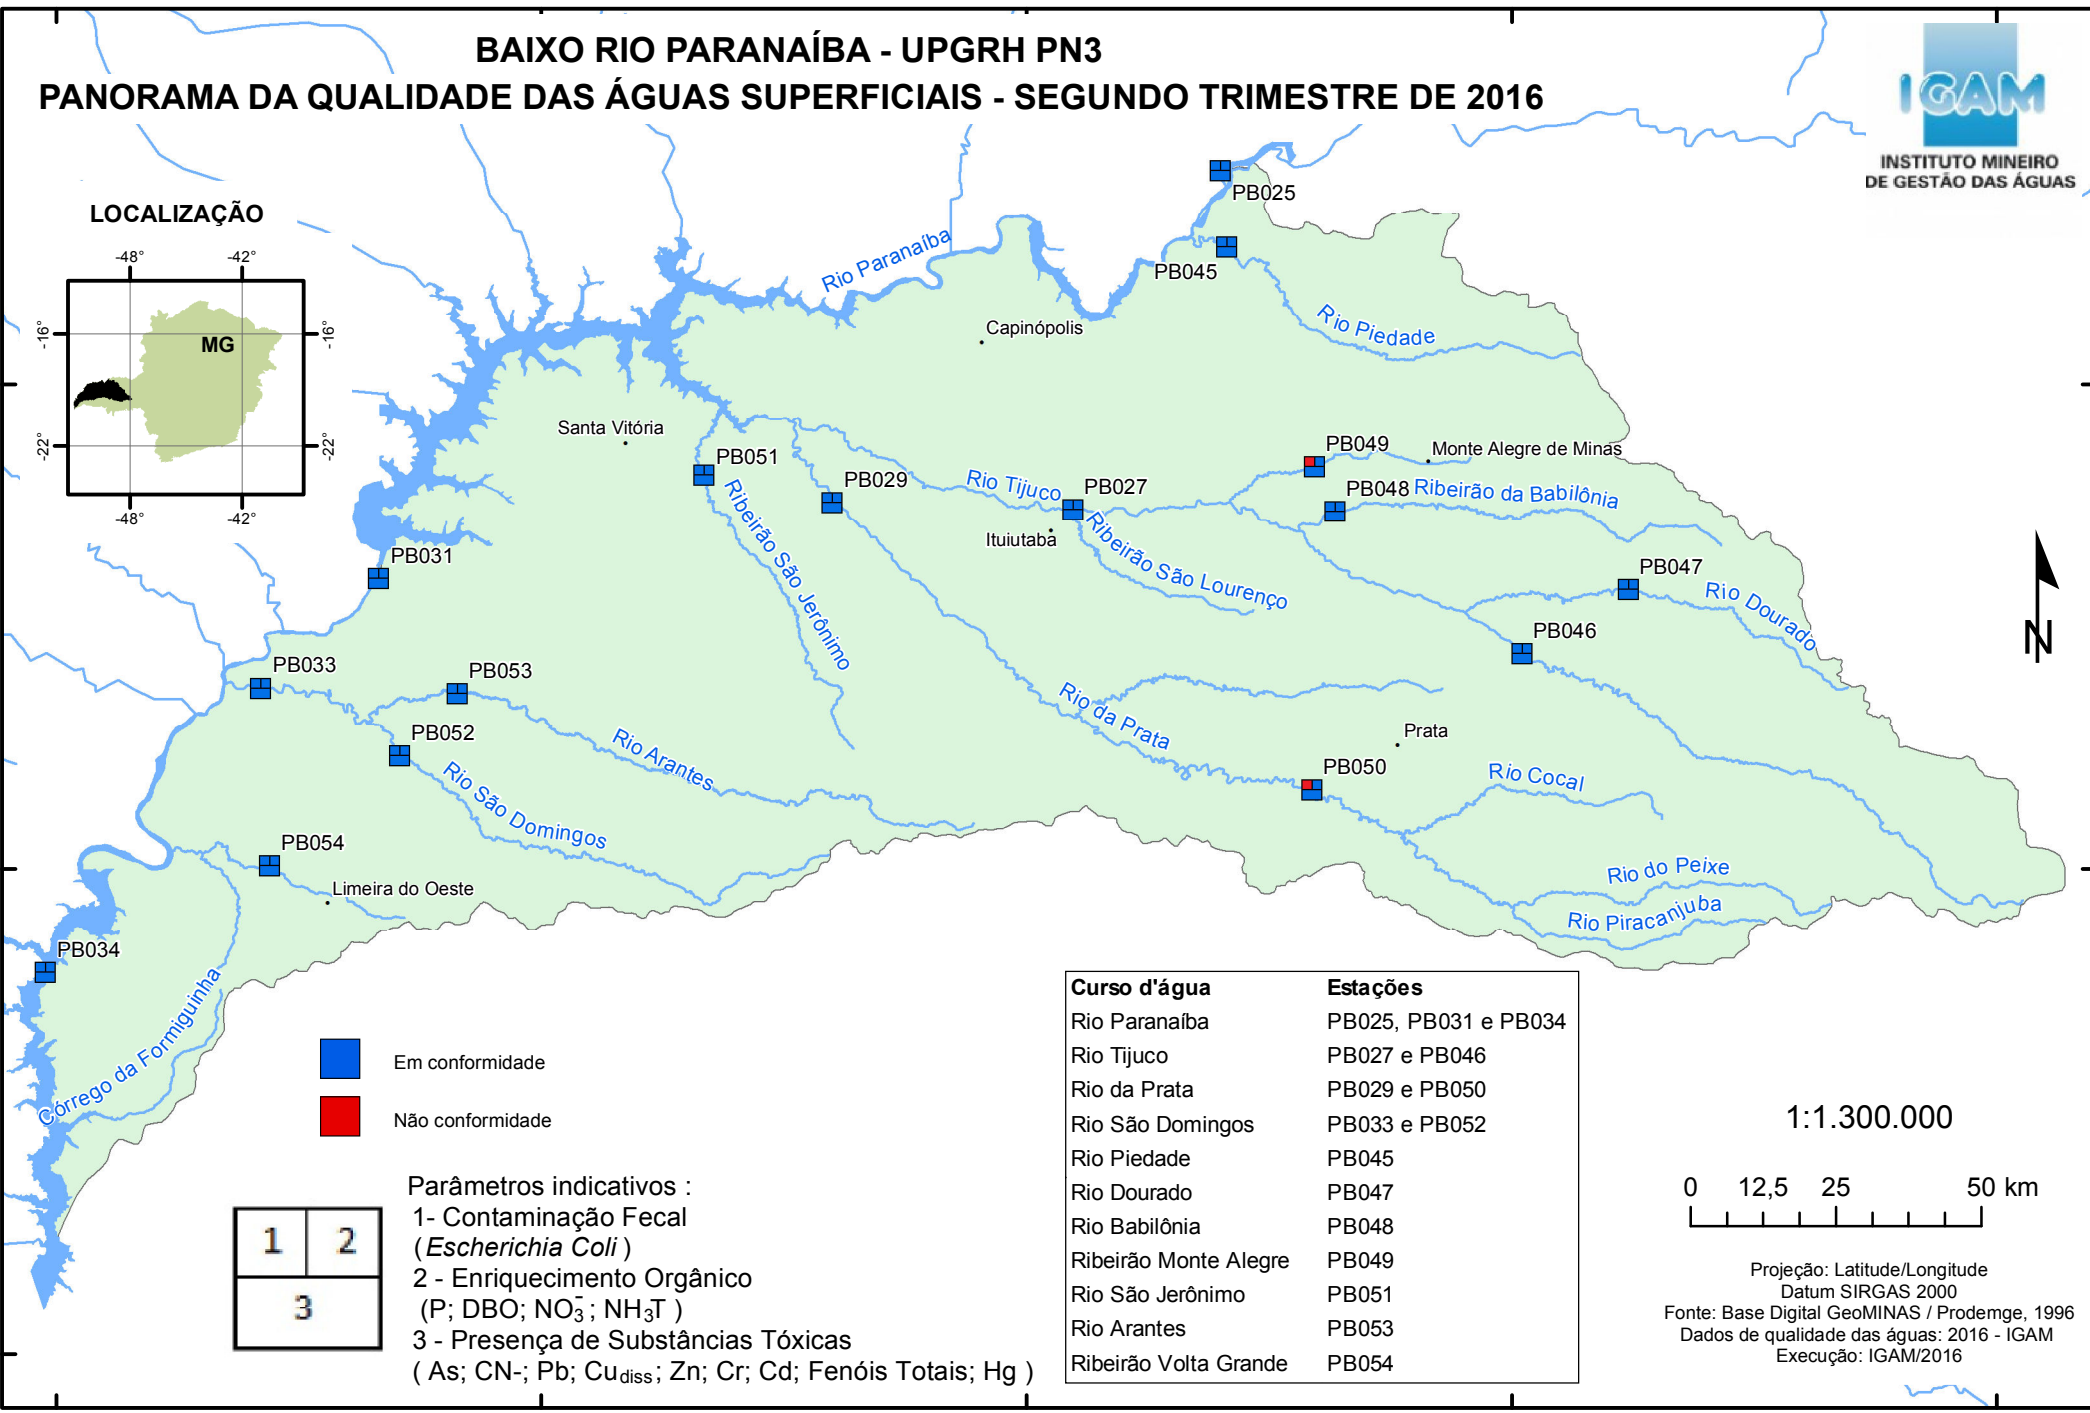 BAIXO RIO PARANAÍBA - UPGRH PN3
PANORAMA DA QUALIDADE DAS ÁGUAS SUPERFICIAIS - SEGUNDO TRIMESTRE DE 2016
IGAM
INSTITUTO MINEIRO
DE GESTÃO DAS ÁGUAS
LOCALIZAÇÃO
-48°
-42°
-16°
-16°
MG
-22°
-22°
-48°
-42°
PB025
Rio Paranaíba
PB045
Capinópolis
Rio Piedade
Santa Vitória
PB051
PB029
Rio Tijuco
PB027
PB049
Monte Alegre de Minas
PB048
Ribeirão da Babilônia
Ituiutaba
Ribeirão São Jerônimo
Ribeirão São Lourenço
PB031
PB047
Rio Dourado
PB046
PB033
PB053
Rio da Prata
PB052
Rio Arantes
Prata
PB050
Rio Cocal
Rio São Domingos
PB054
Limeira do Oeste
Rio do Peixe
Rio Piracanjuba
PB034
Córrego da Formiguinha
Em conformidade
Não conformidade
1 2
3
Parâmetros indicativos :
1- Contaminação Fecal
(Escherichia Coli )
2 - Enriquecimento Orgânico
(P; DBO; NO₃⁻; NH₃T )
3 - Presença de Substâncias Tóxicas
( As; CN-; Pb; Cudiss; Zn; Cr; Cd; Fenóis Totais; Hg )
Curso d'água Estações
Rio Paranaíba PB025, PB031 e PB034
Rio Tijuco PB027 e PB046
Rio da Prata PB029 e PB050
Rio São Domingos PB033 e PB052
Rio Piedade PB045
Rio Dourado PB047
Rio Babilônia PB048
Ribeirão Monte Alegre PB049
Rio São Jerônimo PB051
Rio Arantes PB053
Ribeirão Volta Grande PB054
N
1:1.300.000
0 12,5 25 50 km
Projeção: Latitude/Longitude
Datum SIRGAS 2000
Fonte: Base Digital GeoMINAS / Prodemge, 1996
Dados de qualidade das águas: 2016 - IGAM
Execução: IGAM/2016